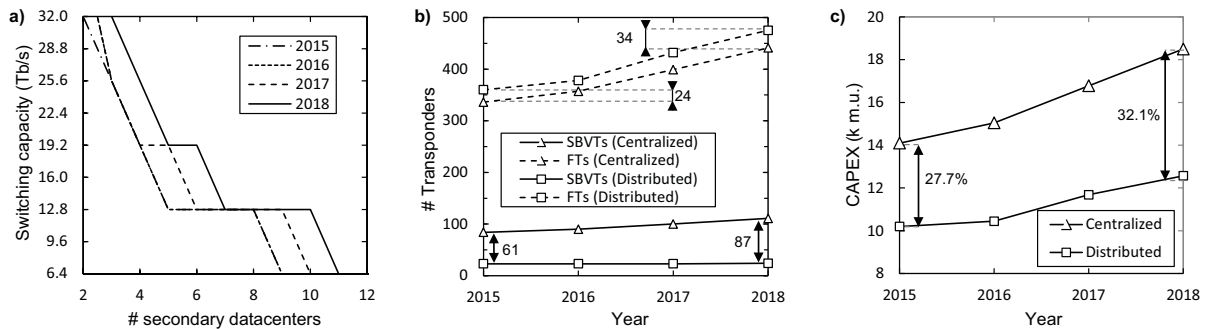 a)
Switching capacity (Tb/s)
32.0
28.8
25.6
22.4
19.2
16.0
12.8
9.6
6.4
2 4 6 8 10 12
# secondary datacenters
2015
2016
2017
2018
b)
# Transponders
500
400
300
200
100
0
2015 2016 2017 2018
Year
34
24
SBVTs (Centralized)
FTs (Centralized)
SBVTs (Distributed)
FTs (Distributed)
61
87
c)
CAPEX (k m.u.)
20
18
16
14
12
10
8
2015 2016 2017 2018
Year
27.7%
32.1%
Centralized
Distributed